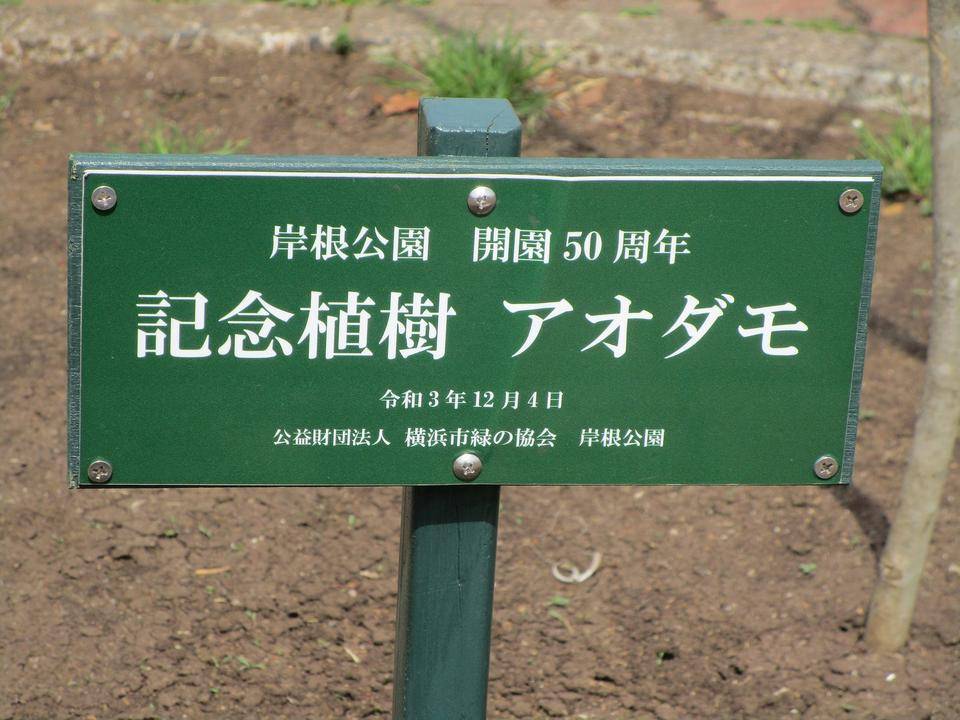 岸根公園 開園 50 周年
記念植樹 アオダモ
令和 3 年 12 月 4 日
公益財団法人 横浜市緑の協会 岸根公園